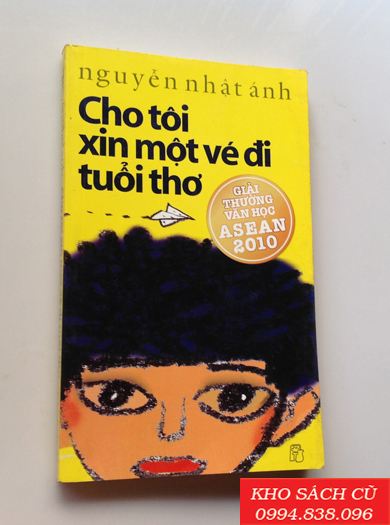 nguyễn nhật ánh
Cho tôi
xin một vé đi
tuổi thơ
GIẢI
THƯỞNG
VĂN HỌC
ASEAN
2010
KHO SÁCH CŨ
0994.838.096